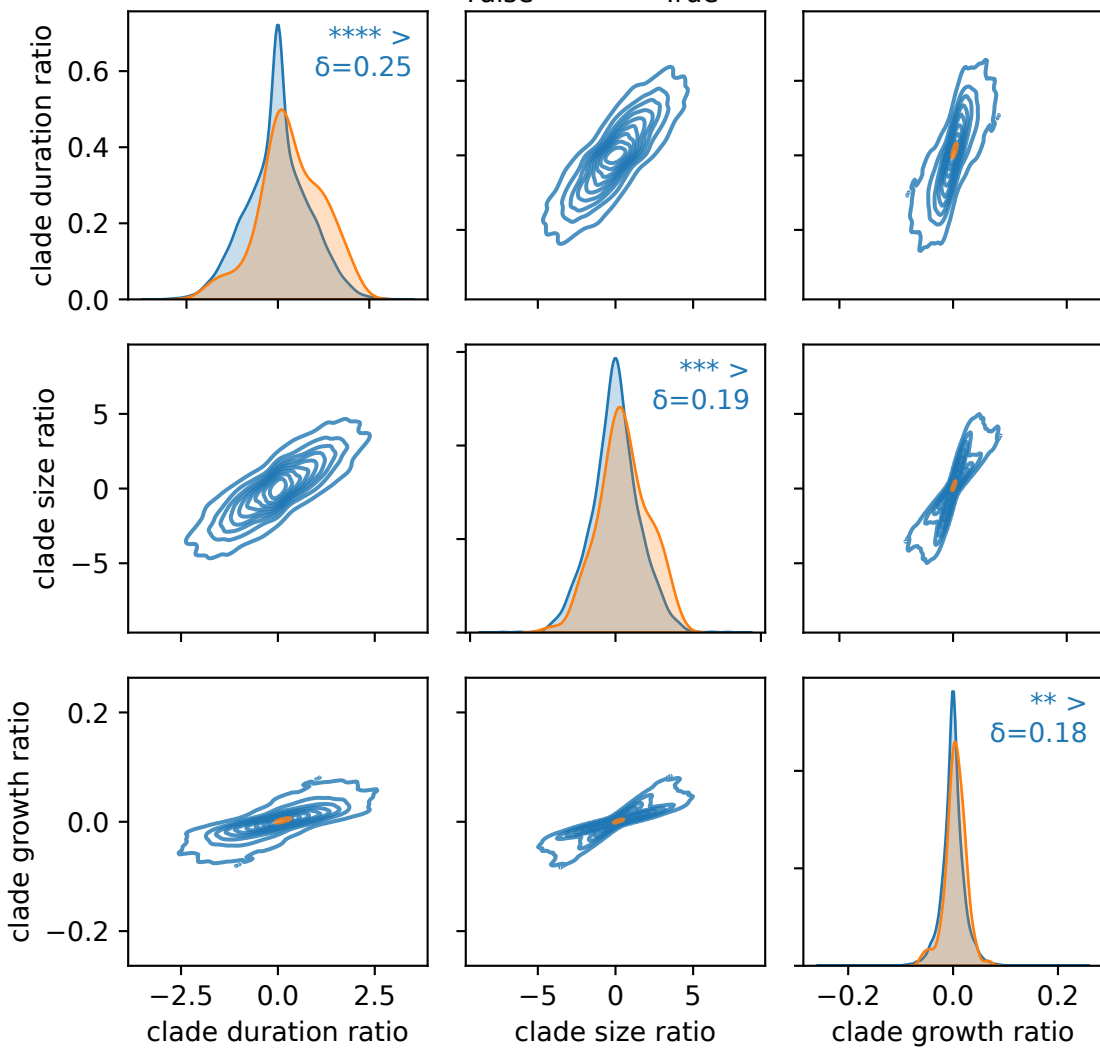 clade duration ratio
0.6
0.4
0.2
0.0
**** >
δ=0.25
clade size ratio
5
0
−5
*** >
δ=0.19
clade growth ratio
0.2
0.0
−0.2
** >
δ=0.18
−2.5 0.0 2.5
−5 0 5
−0.2 0.0 0.2
clade duration ratio
clade size ratio
clade growth ratio